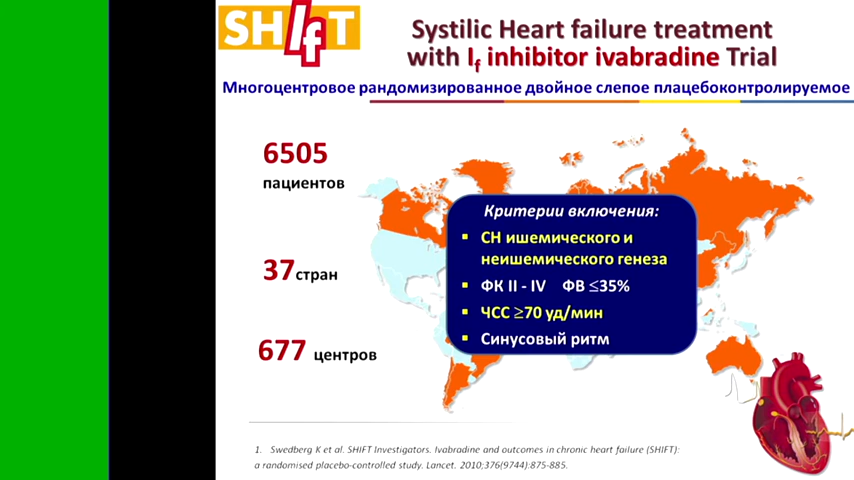 SHIfT
Systilic Heart failure treatment
with If inhibitor ivabradine Trial
Многоцентровое рандомизированное двойное слепое плацебоконтролируемое
6505
пациентов
37 стран
677 центров
Критерии включения:
▪ СН ишемического и
неишемического генеза
▪ ФК II - IV ФВ ≤35%
▪ ЧСС ≥70 уд/мин
▪ Синусовый ритм
1. Swedberg K et al. SHIFT Investigators. Ivabradine and outcomes in chronic heart failure (SHIFT):
a randomised placebo-controlled study. Lancet. 2010;376(9744):875-885.